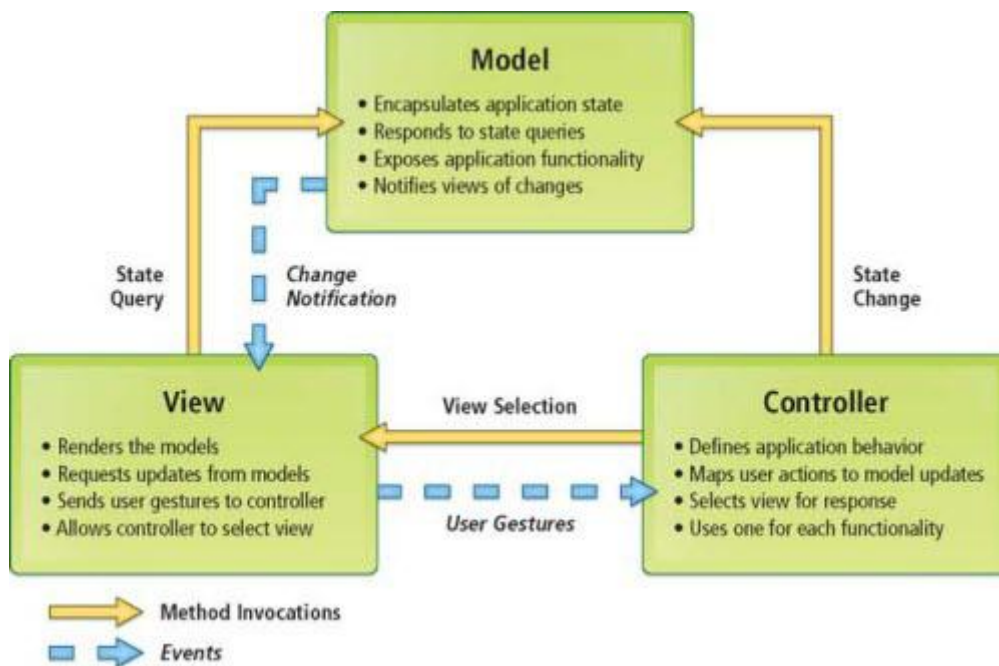 Model
• Encapsulates application state
• Responds to state queries
• Exposes application functionality
• Notifies views of changes
State
Query
Change
Notification
State
Change
View
• Renders the models
• Requests updates from models
• Sends user gestures to controller
• Allows controller to select view
View Selection
User Gestures
Controller
• Defines application behavior
• Maps user actions to model updates
• Selects view for response
• Uses one for each functionality
Method Invocations
Events